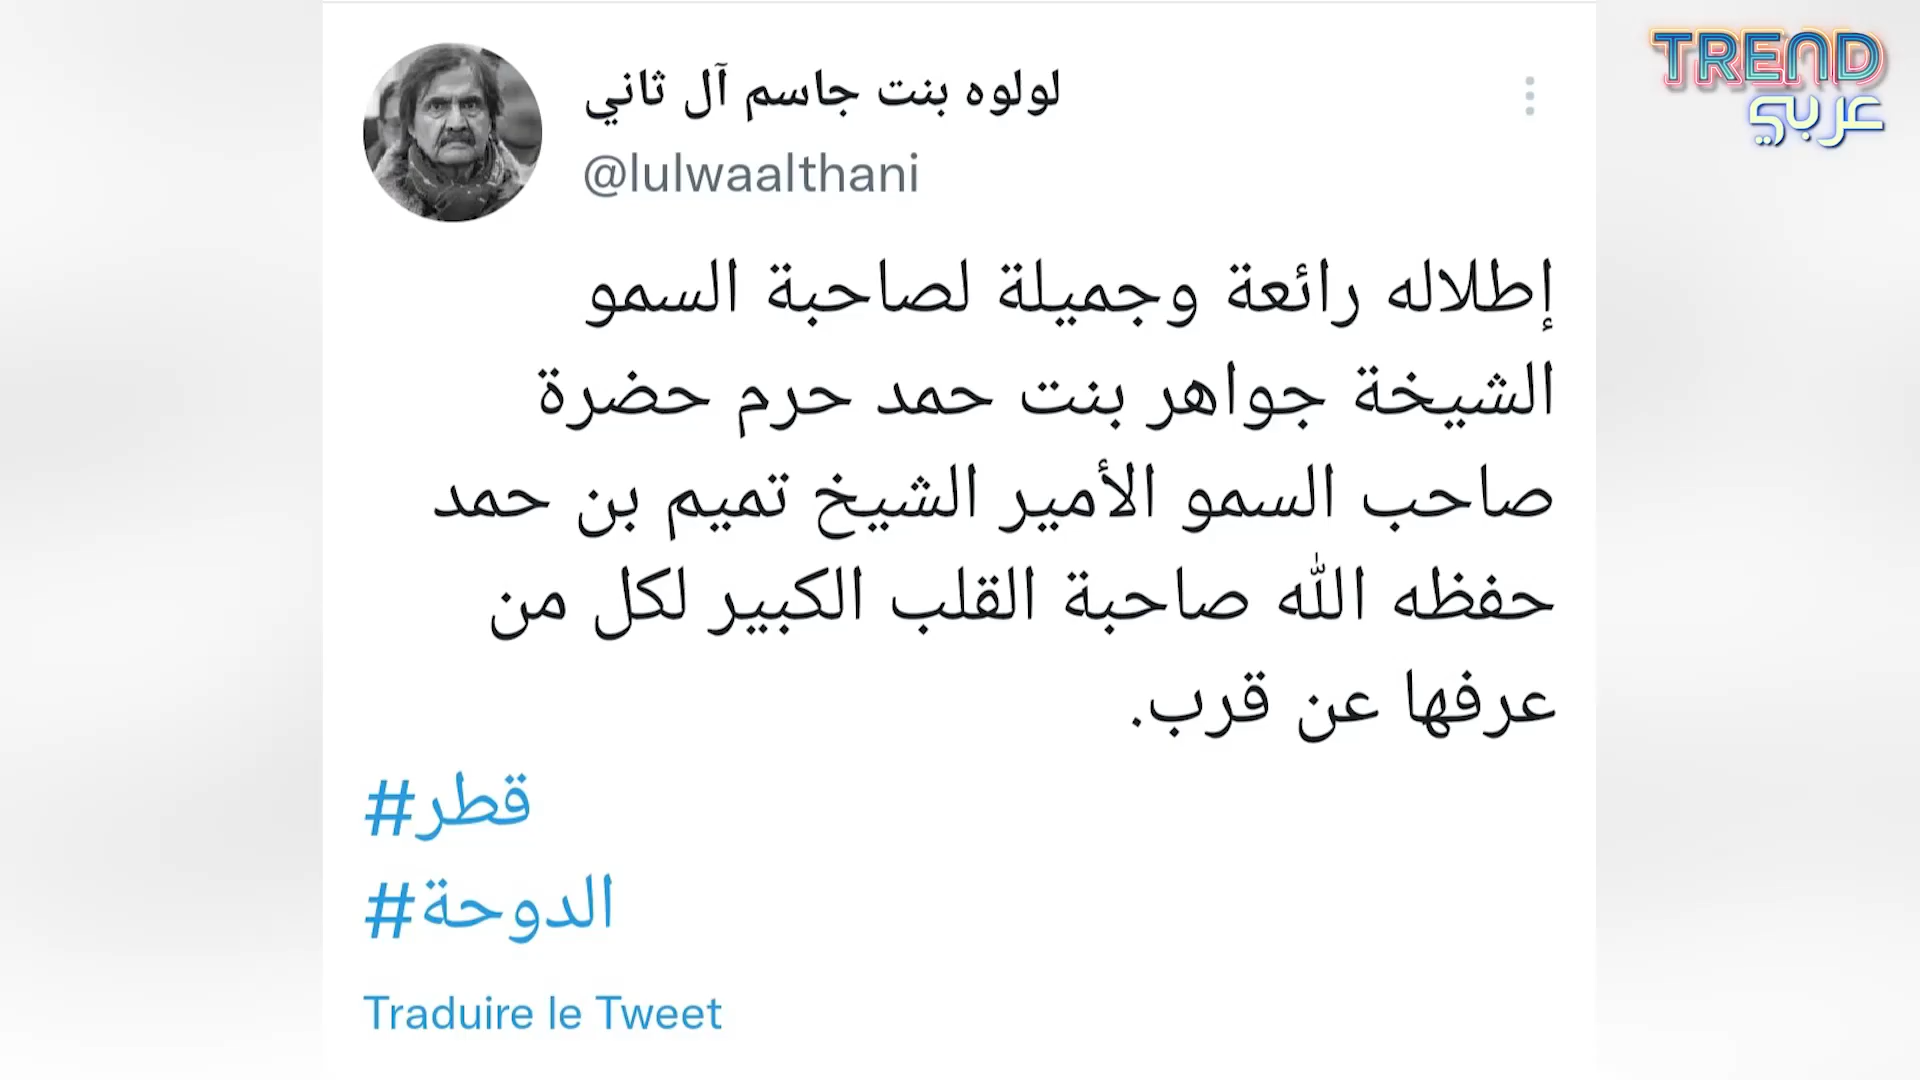 TREND
عربي
لولوه بنت جاسم آل ثاني
@lulwaalthani
إطلاله رائعة وجميلة لصاحبة السمو
الشيخة جواهر بنت حمد حرم حضرة
صاحب السمو الأمير الشيخ تميم بن حمد
حفظه الله صاحبة القلب الكبير لكل من
عرفها عن قرب.
#قطر
#الدوحة
Traduire le Tweet